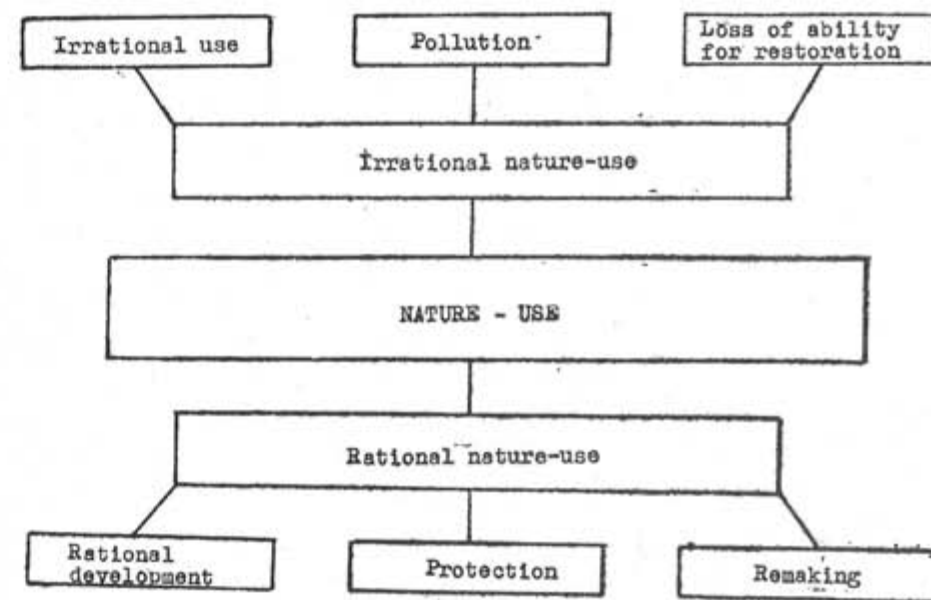 Irrational use
Pollution
Loss of ability
for restoration
Irrational nature-use
NATURE - USE
Rational nature-use
Rational
development
Protection
Remaking